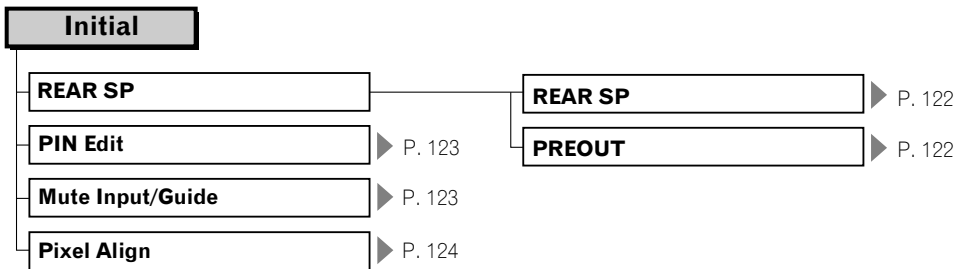 Initial
REAR SP
REAR SP P. 122
PIN Edit P. 123
PREOUT P. 122
Mute Input/Guide P. 123
Pixel Align P. 124